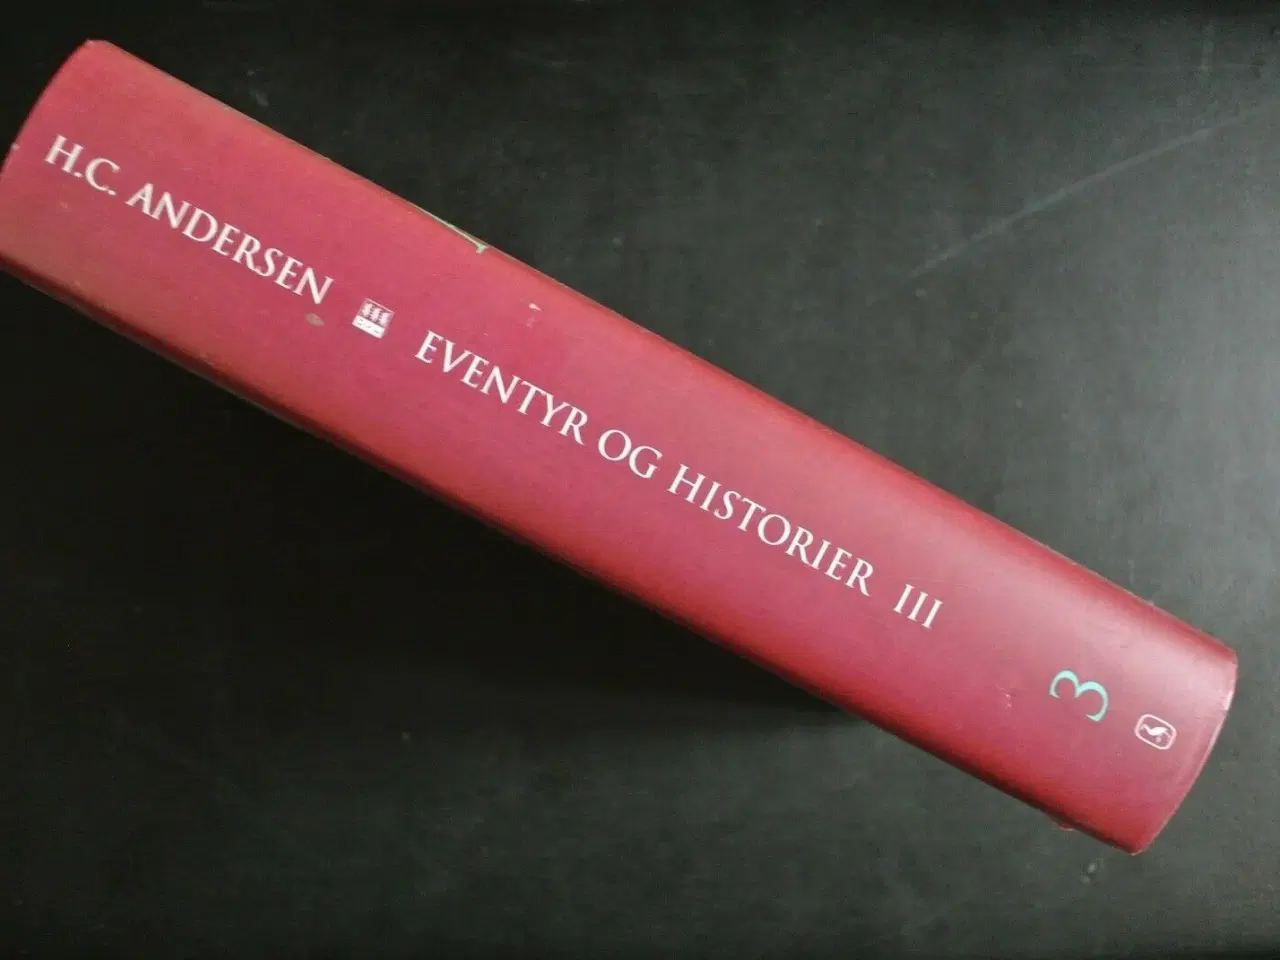 H.C. ANDERSEN EVENTYR OG HISTORIER III
3